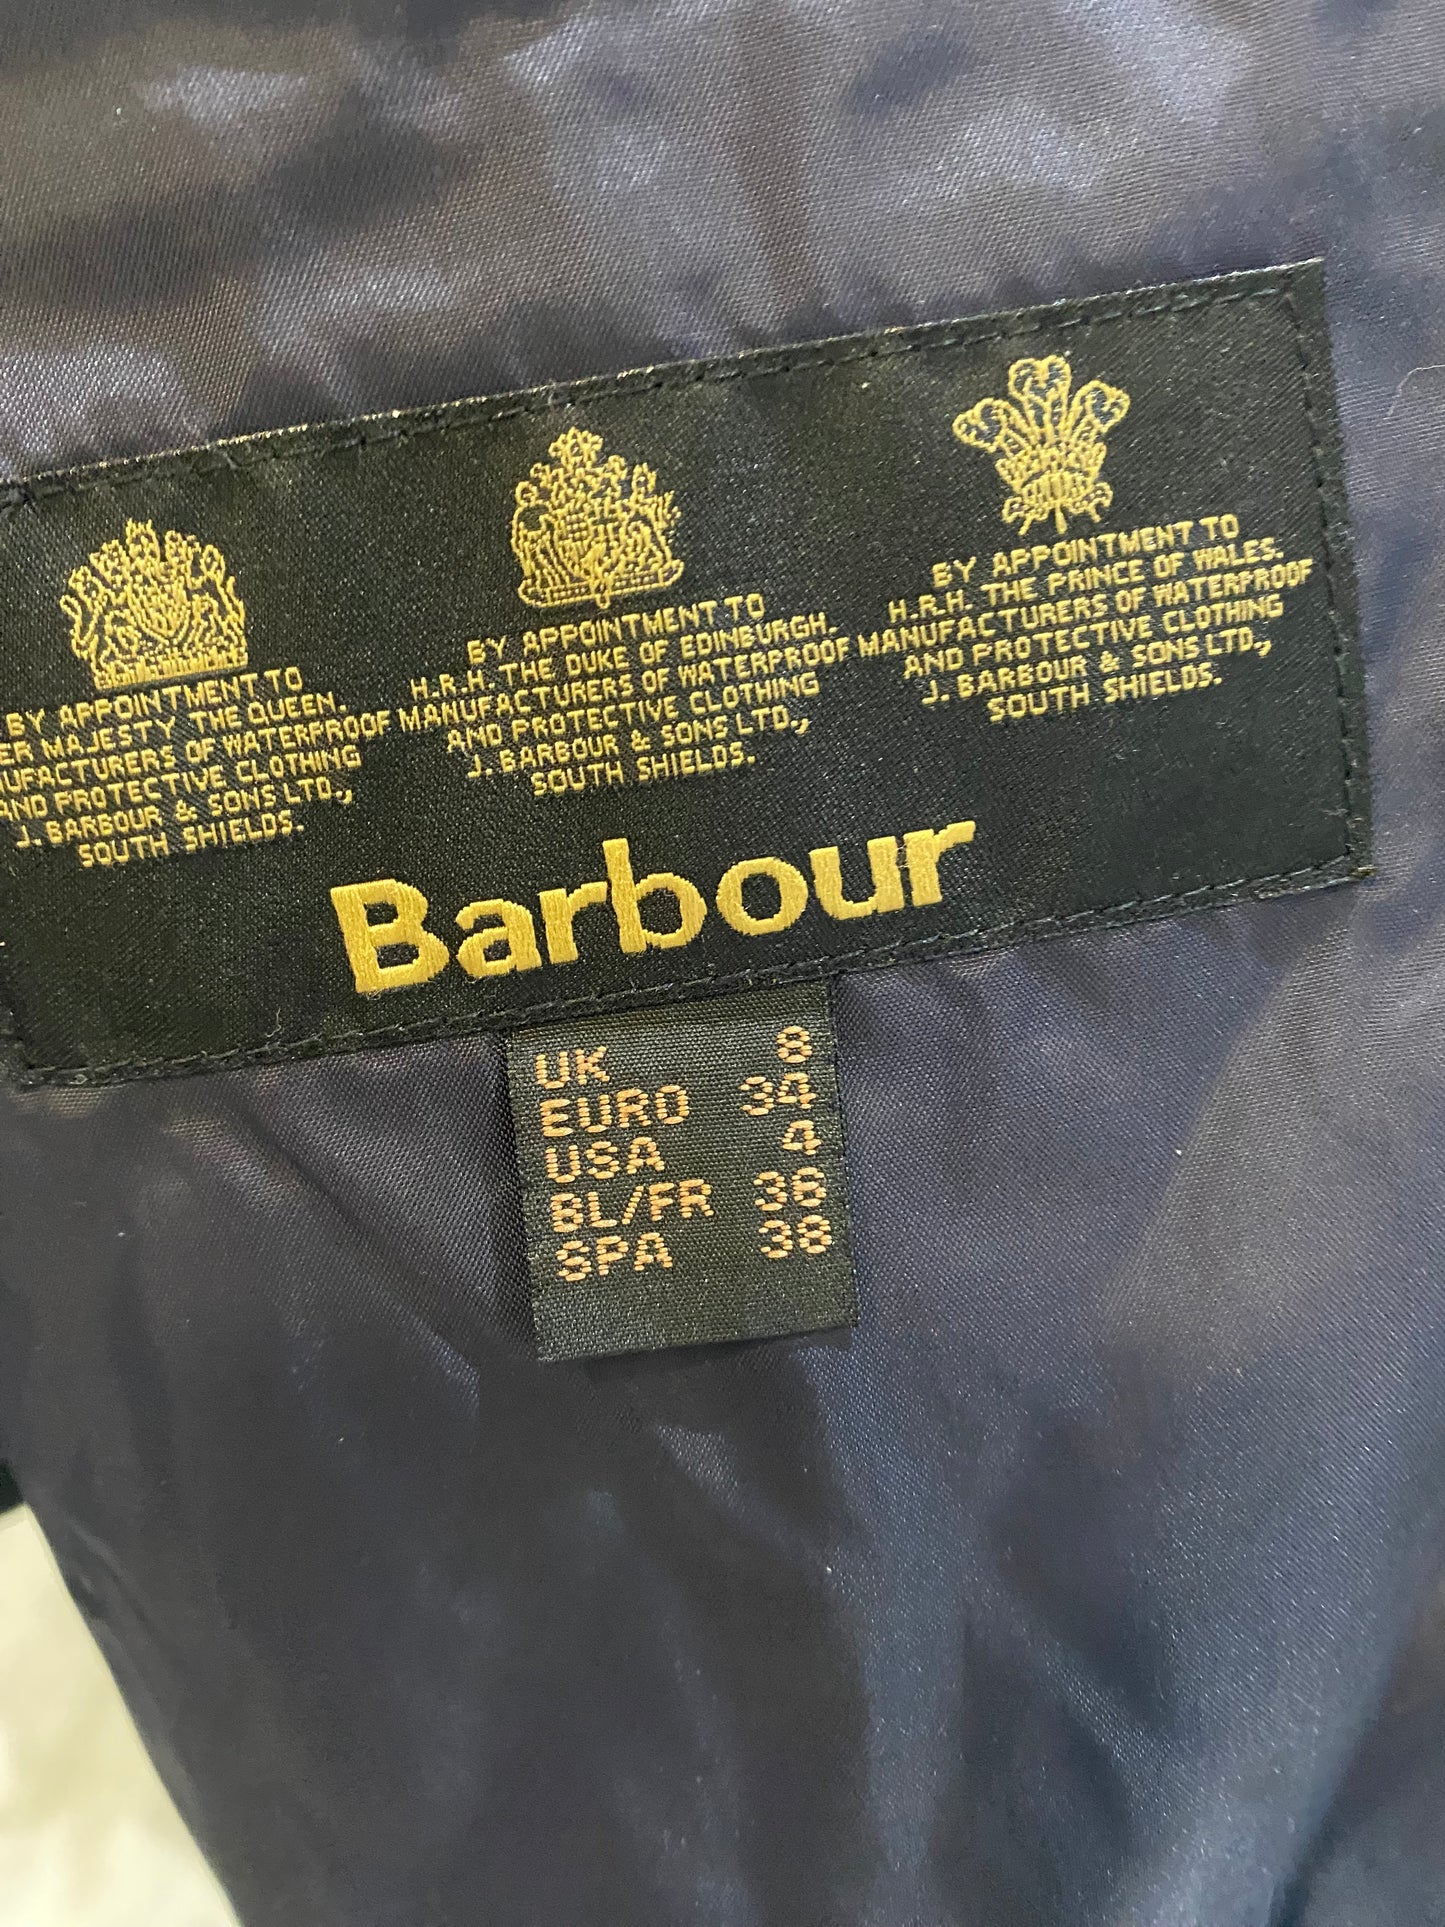 BY APPOINTMENT TO
ER MAJESTY THE QUEEN.
NUFACTURERS OF WATERPROOF
AND PROTECTIVE CLOTHING
J. BARBOUR & SONS LTD.,
SOUTH SHIELDS.
BY APPOINTMENT TO
H.R.H. THE DUKE OF EDINBURGH.
MANUFACTURERS OF WATERPROOF
AND PROTECTIVE CLOTHING
J. BARBOUR & SONS LTD.,
SOUTH SHIELDS.
BY APPOINTMENT TO
H.R.H. THE PRINCE OF WALES.
MANUFACTURERS OF WATERPROOF
AND PROTECTIVE CLOTHING
J. BARBOUR & SONS LTD.,
SOUTH SHIELDS.
Barbour
UK 8
EURO 34
USA 4
BL/FR 36
SPA 38